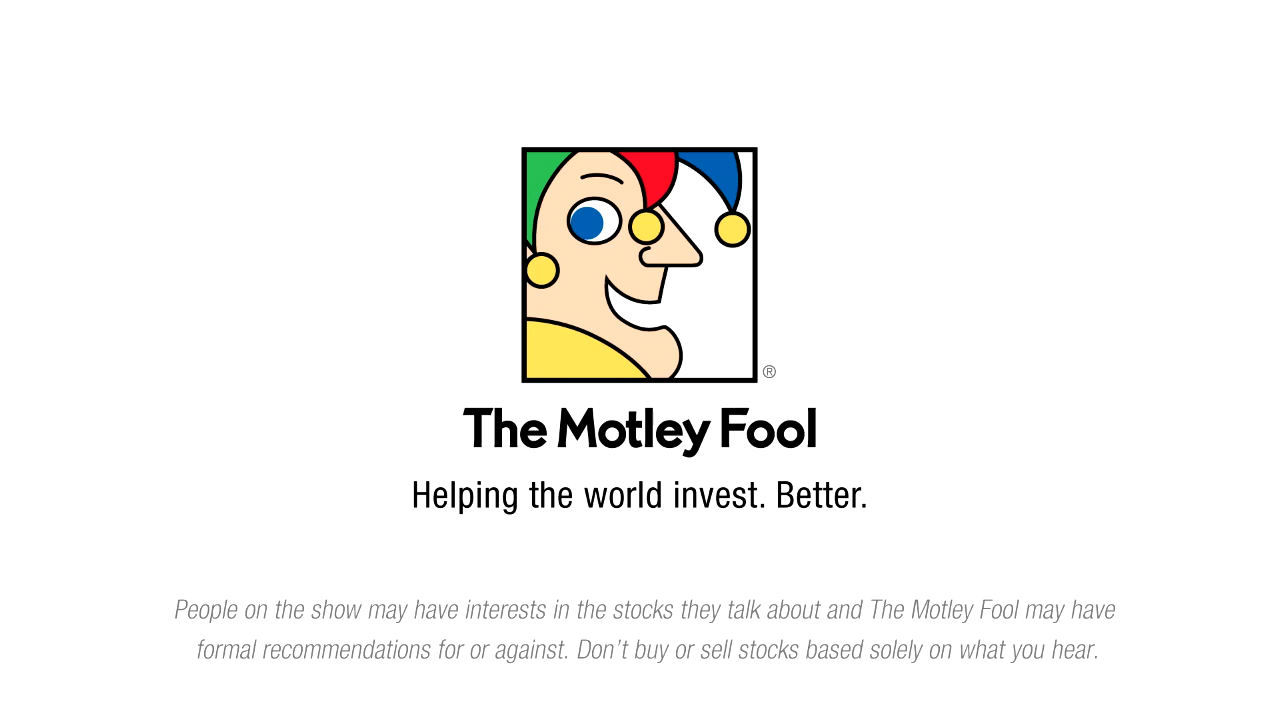 ®
The Motley Fool
Helping the world invest. Better.
People on the show may have interests in the stocks they talk about and The Motley Fool may have
formal recommendations for or against. Don't buy or sell stocks based solely on what you hear.